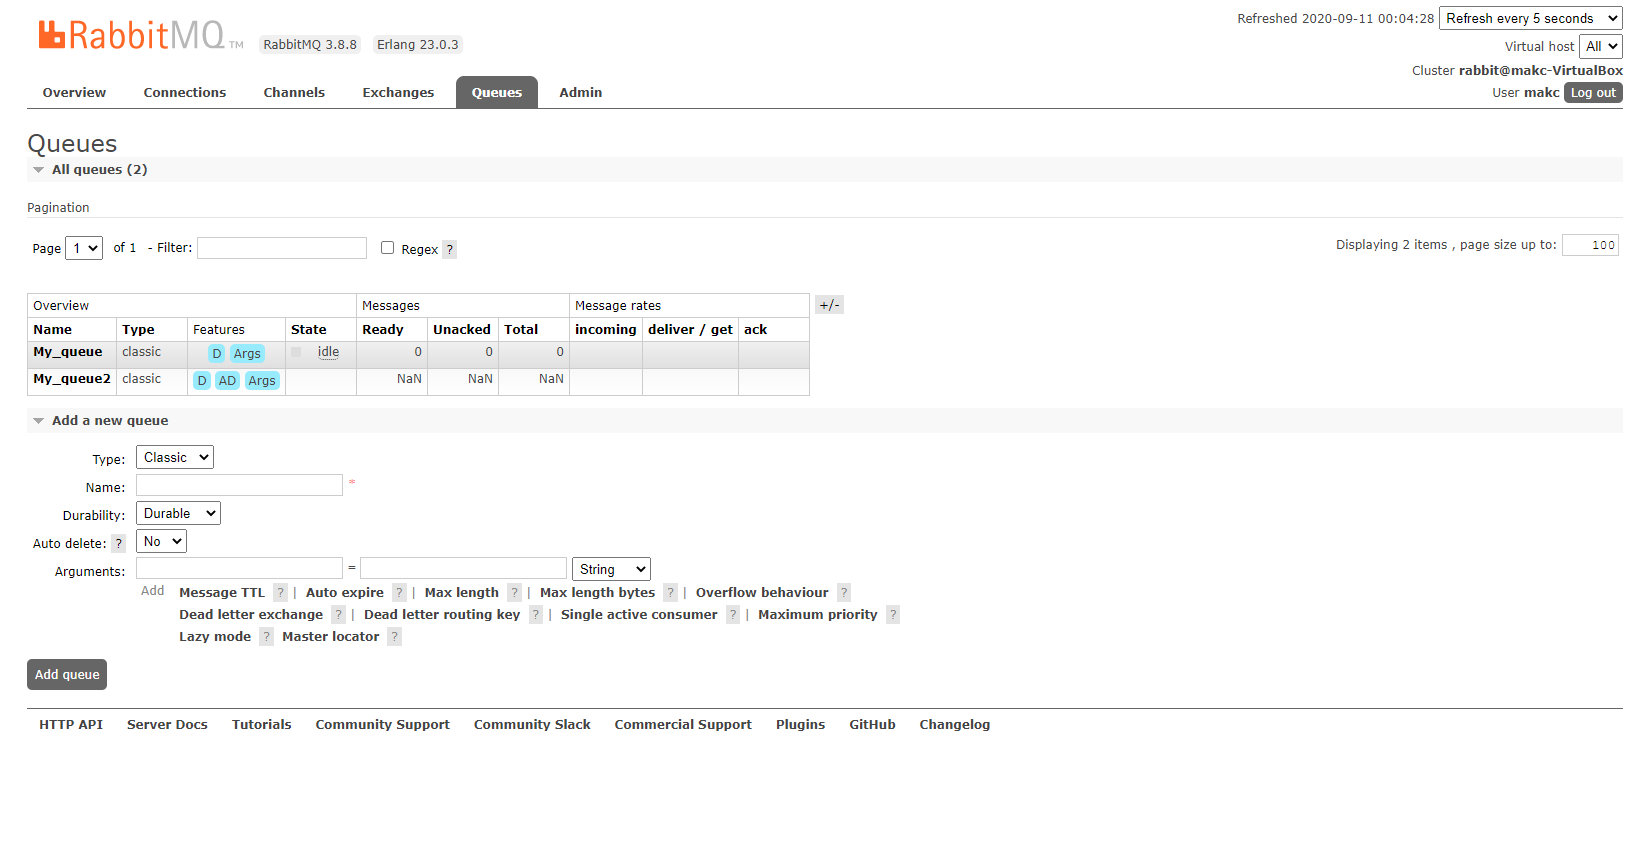 RabbitMQ TM RabbitMQ 3.8.8 Erlang 23.0.3
Refreshed 2020-09-11 00:04:28 Refresh every 5 seconds
Virtual host All
Cluster rabbit@makc-VirtualBox
User makc Log out
Overview Connections Channels Exchanges Queues Admin
Queues
All queues (2)
Pagination
Page 1 of 1 - Filter: Regex ? Displaying 2 items , page size up to: 100
Overview Messages Message rates +/-
Name Type Features State Ready Unacked Total incoming deliver / get ack
My_queue classic D Args idle 0 0 0
My_queue2 classic D AD Args NaN NaN NaN
Add a new queue
Type: Classic
Name: *
Durability: Durable
Auto delete: ? No
Arguments: = String
Add Message TTL ? | Auto expire ? | Max length ? | Max length bytes ? | Overflow behaviour ?
Dead letter exchange ? | Dead letter routing key ? | Single active consumer ? | Maximum priority ?
Lazy mode ? Master locator ?
Add queue
HTTP API Server Docs Tutorials Community Support Community Slack Commercial Support Plugins GitHub Changelog